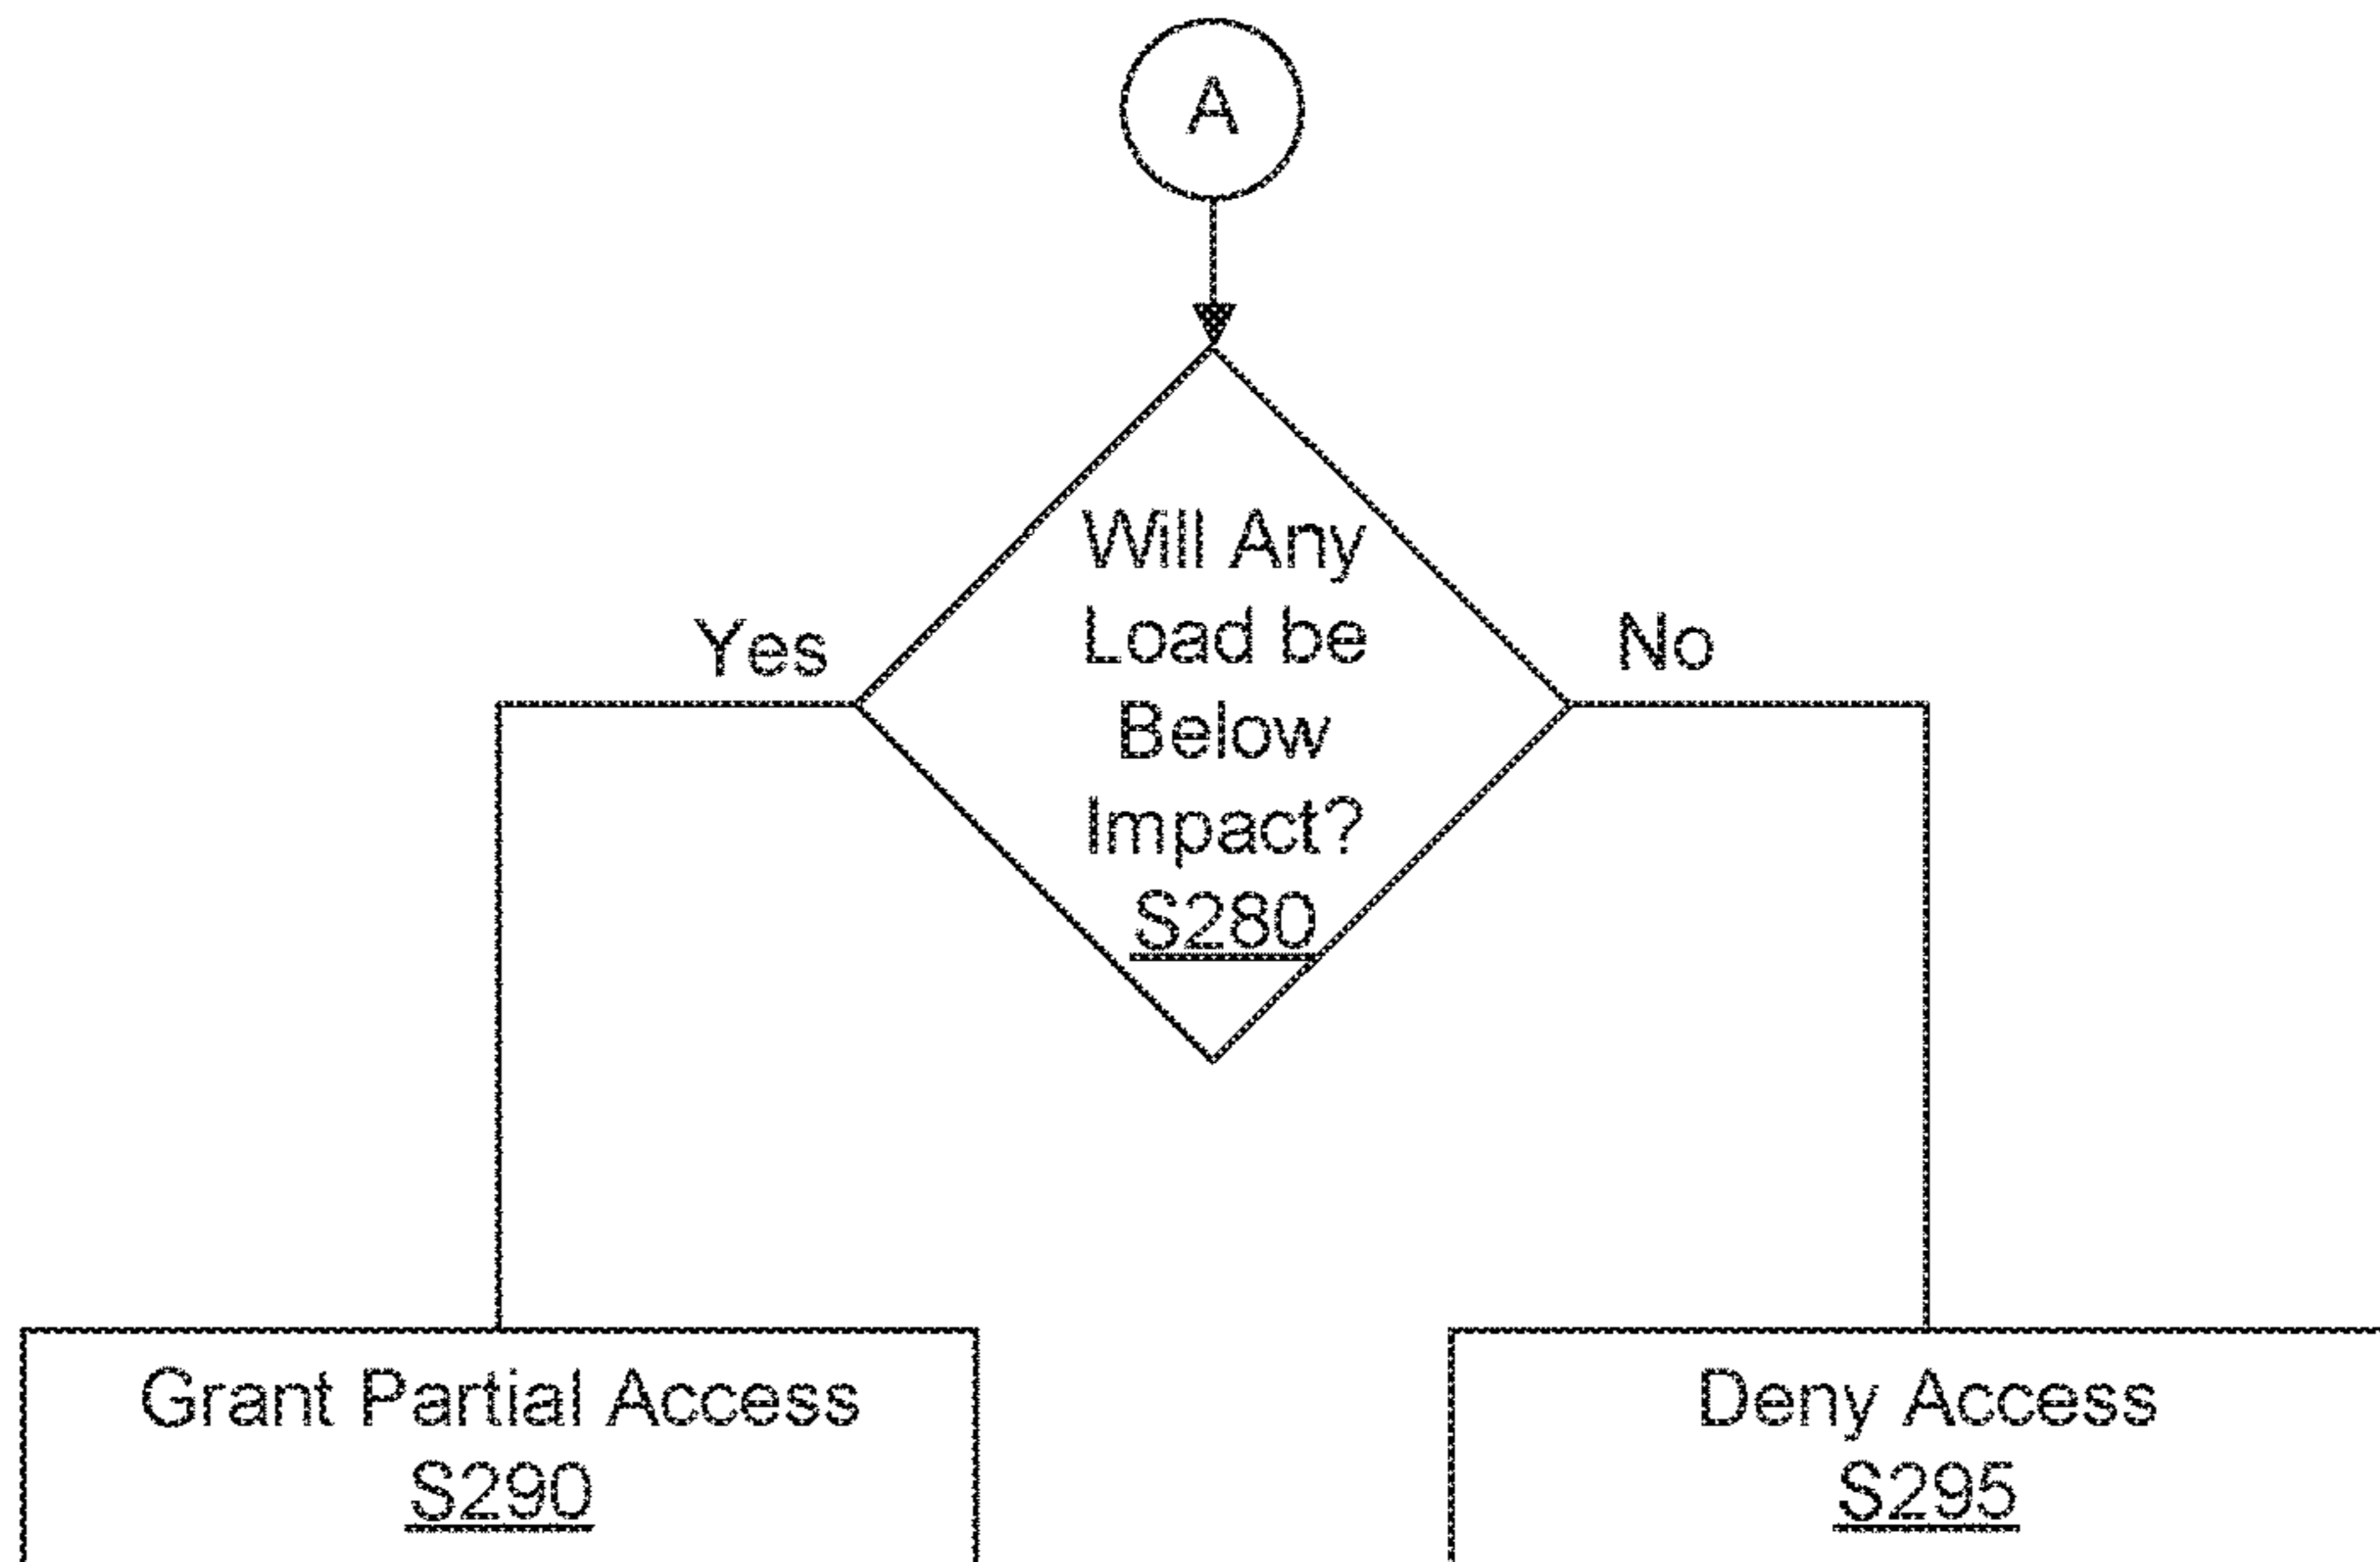 A
Will Any
Load be
Below
Impact?
S280
Yes
No
Grant Partial Access
S290
Deny Access
S295